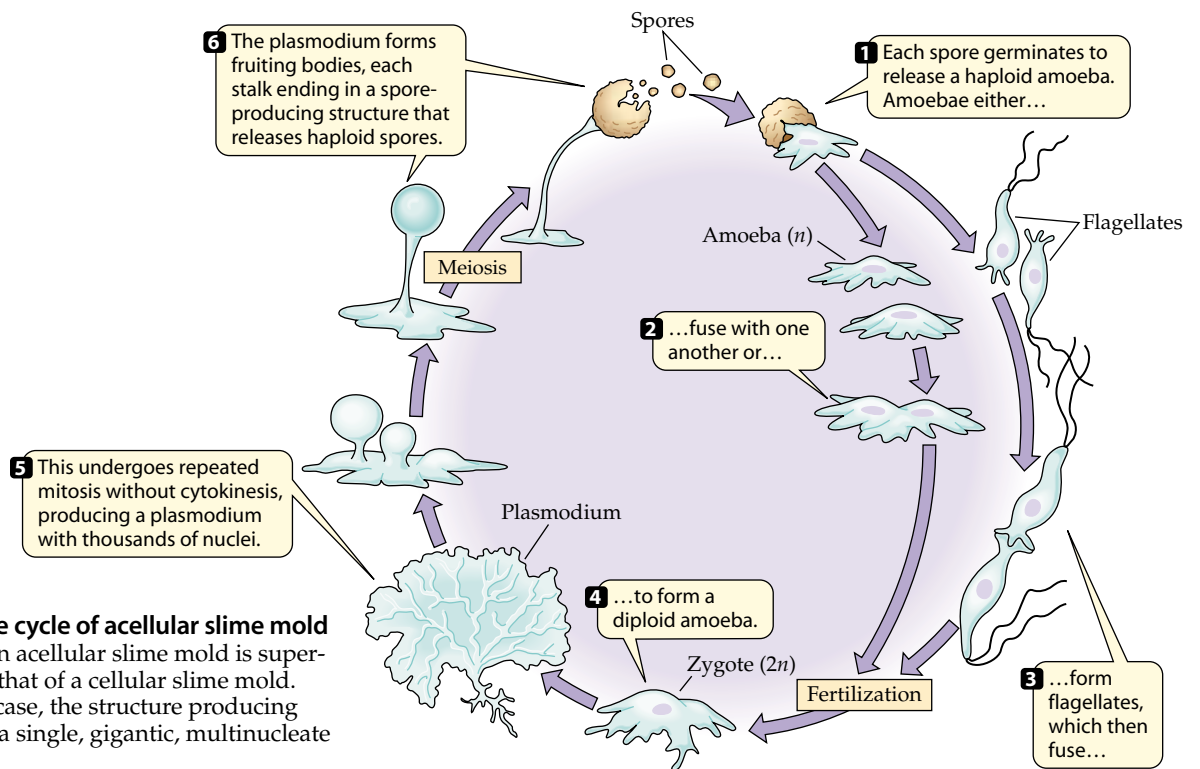 Spores
6 The plasmodium forms
fruiting bodies, each
stalk ending in a spore-
producing structure that
releases haploid spores.
1 Each spore germinates to
release a haploid amoeba.
Amoebae either…
Flagellates
Amoeba (n)
Meiosis
2 …fuse with one
another or…
5 This undergoes repeated
mitosis without cytokinesis,
producing a plasmodium
with thousands of nuclei.
Plasmodium
4 …to form a
diploid amoeba.
Zygote (2n)
Fertilization
3 …form
flagellates,
which then
fuse…
e cycle of acellular slime mold
n acellular slime mold is super-
that of a cellular slime mold.
case, the structure producing
a single, gigantic, multinucleate